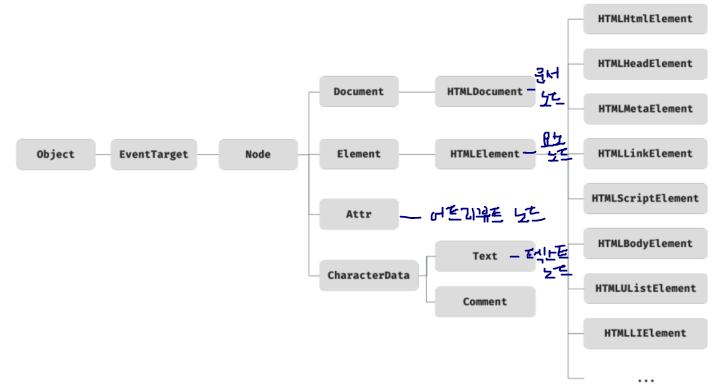 HTMLHtmlElement
HTMLHeadElement
Document
HTMLDocument
문서
노드
HTMLMetaElement
Object
EventTarget
Node
Element
HTMLElement
요소
노드
HTMLLinkElement
HTMLScriptElement
Attr
어트리뷰트 노드
HTMLBodyElement
CharacterData
Text
텍스트
노드
HTMLUListElement
Comment
HTMLLIElement
...